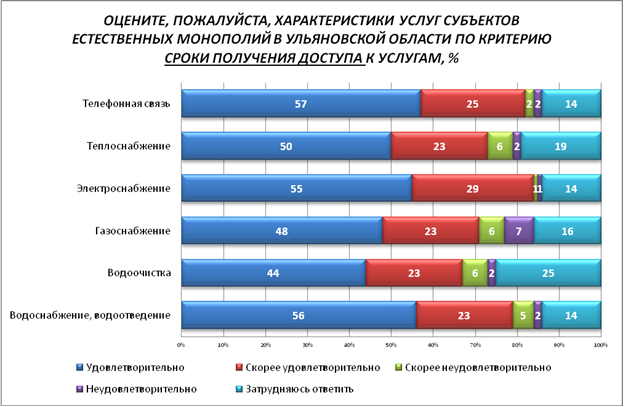 ОЦЕНИТЕ, ПОЖАЛУЙСТА, ХАРАКТЕРИСТИКИ УСЛУГ СУБЪЕКТОВ
ЕСТЕСТВЕННЫХ МОНОПОЛИЙ В УЛЬЯНОВСКОЙ ОБЛАСТИ ПО КРИТЕРИЮ
СРОКИ ПОЛУЧЕНИЯ ДОСТУПА К УСЛУГАМ, %
Телефонная связь 57 25 2 2 14
Теплоснабжение 50 23 6 2 19
Электроснабжение 55 29 1 1 14
Газоснабжение 48 23 6 7 16
Водоочистка 44 23 6 2 25
Водоснабжение, водоотведение 56 23 5 2 14
0% 10% 20% 30% 40% 50% 60% 70% 80% 90% 100%
Удовлетворительно Скорее удовлетворительно Скорее неудовлетворительно
Неудовлетворительно Затрудняюсь ответить